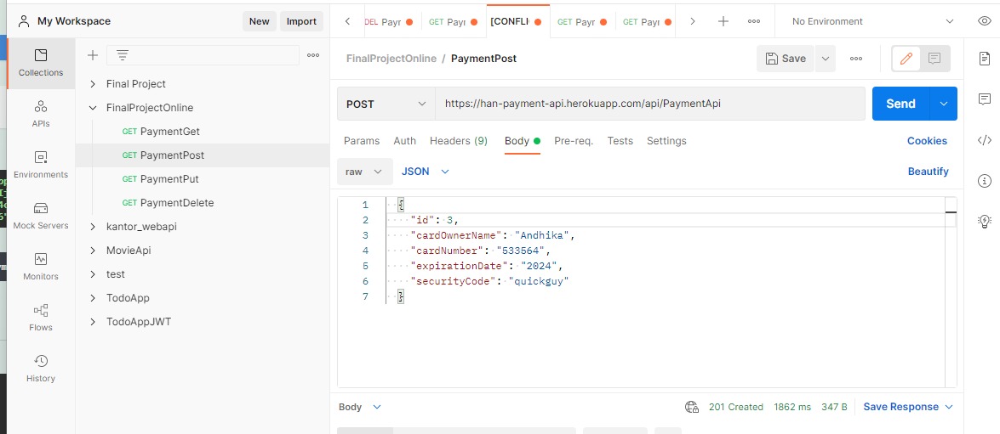 My Workspace
New
Import
DEL Payr
GET Payr
[CONFLI
GET Payr
GET Payr
No Environment
Collections
APIs
Environments
Mock Servers
Monitors
Flows
History
Final Project
FinalProjectOnline
GET PaymentGet
GET PaymentPost
GET PaymentPut
GET PaymentDelete
kantor_webapi
MovieApi
test
TodoApp
TodoAppJWT
FinalProjectOnline / PaymentPost
Save
POST
https://han-payment-api.herokuapp.com/api/PaymentApi
Send
Params
Auth
Headers (9)
Body
Pre-req.
Tests
Settings
Cookies
raw
JSON
Beautify
1 {
2 "id": 3,
3 "cardOwnerName": "Andhika",
4 "cardNumber": "533564",
5 "expirationDate": "2024",
6 "securityCode": "quickguy"
7 }
Body
201 Created
1862 ms
347 B
Save Response